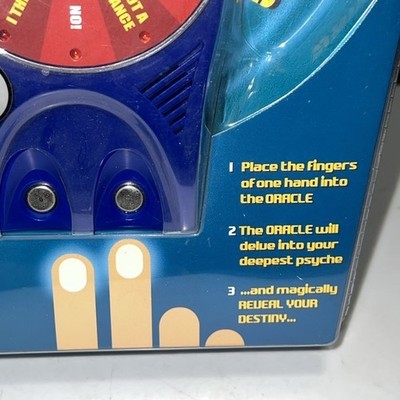 NO!
1 Place the fingers
of one hand into
the ORACLE
2 The ORACLE will
delve into your
deepest psyche
3 ...and magically
REVEAL YOUR
DESTINY...